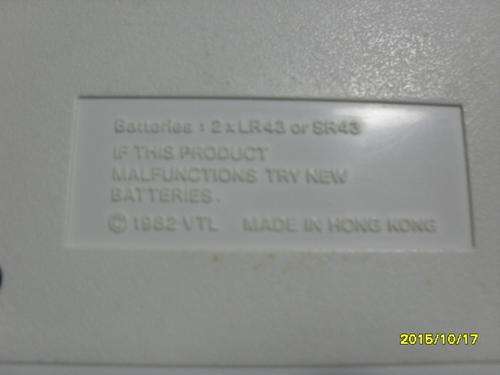 Batteries : 2 x LR43 or SR43
IF THIS PRODUCT
MALFUNCTIONS TRY NEW
BATTERIES.
© 1982 VTL MADE IN HONG KONG
2015/10/17